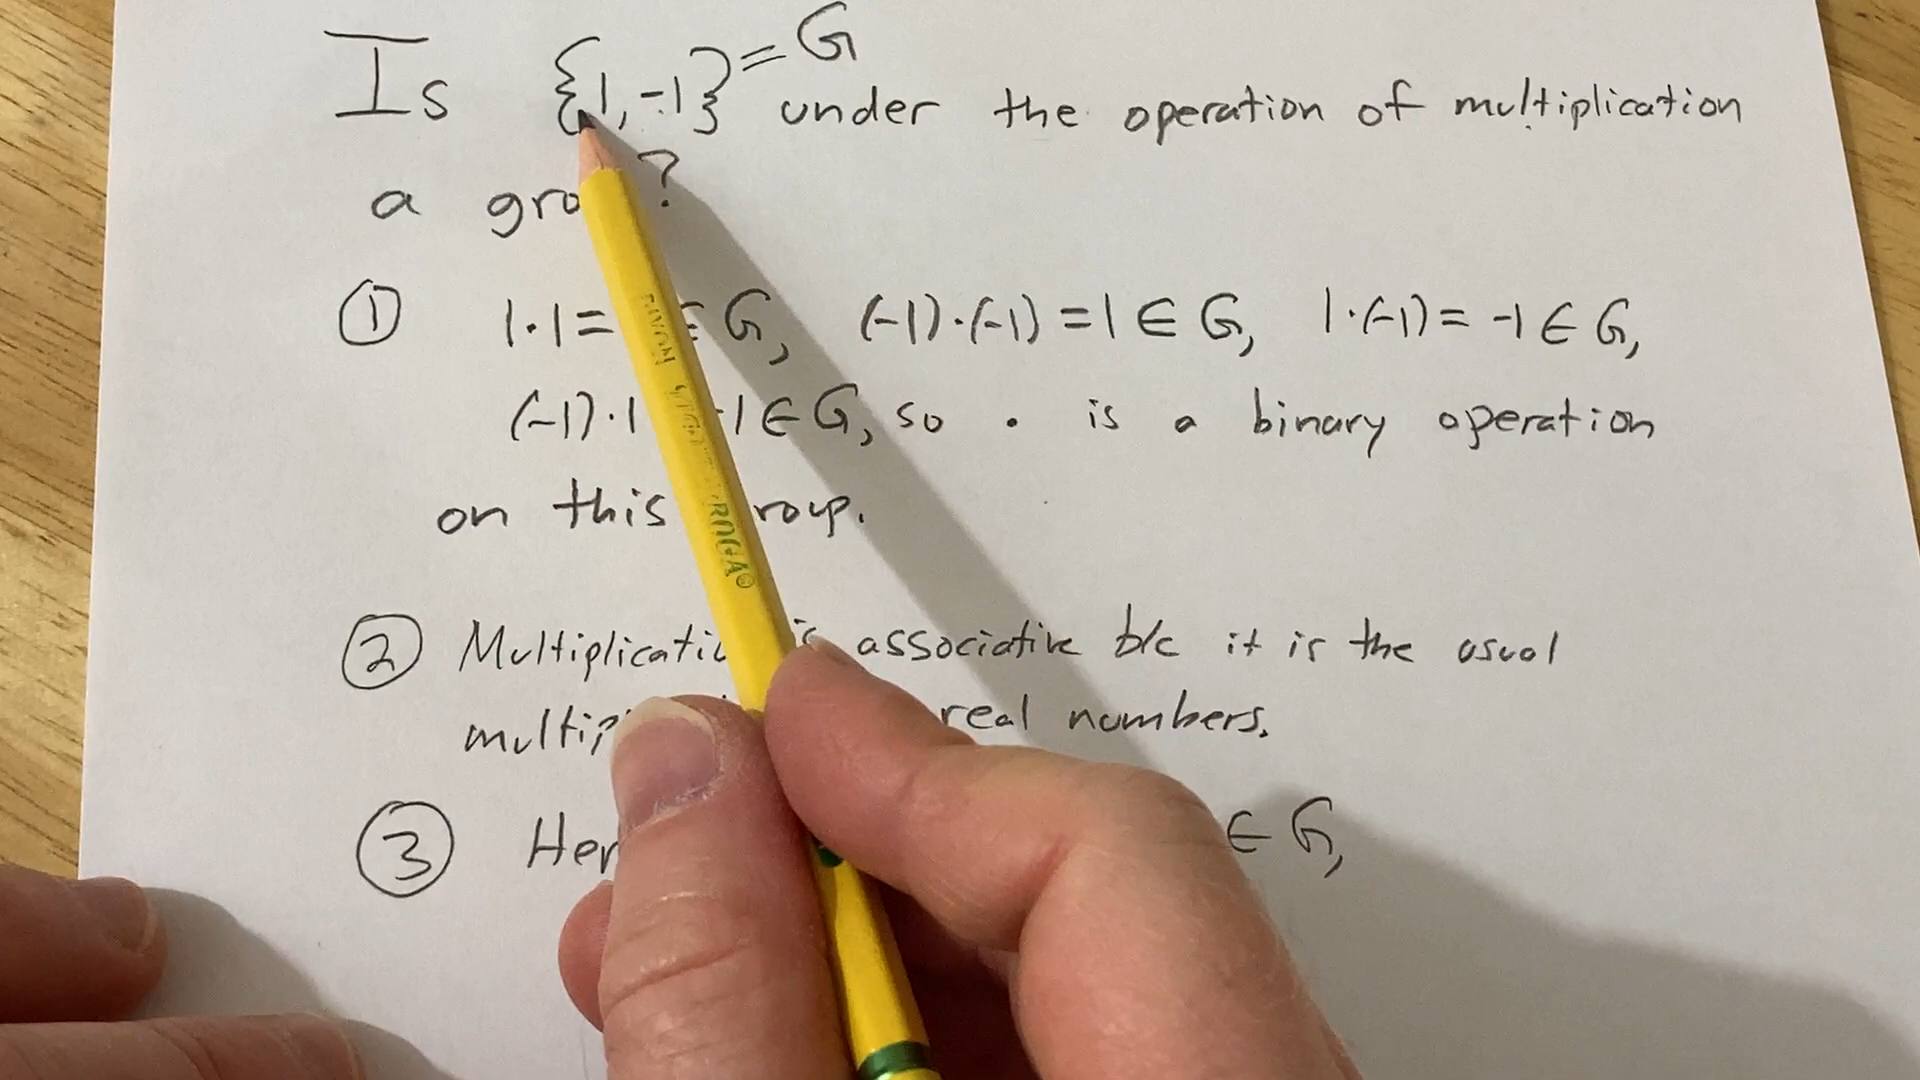 Is {1, -1} = G under the operation of multiplication
a gro ?
① 1·1= ∈ G, (-1)·(-1) = 1 ∈ G, 1·(-1) = -1 ∈ G,
(-1)·1 -1 ∈ G, so · is a binary operation
on this roup.
② Multiplicati is associative b/c it is the usual
multip real numbers.
③ Her ∈ G,